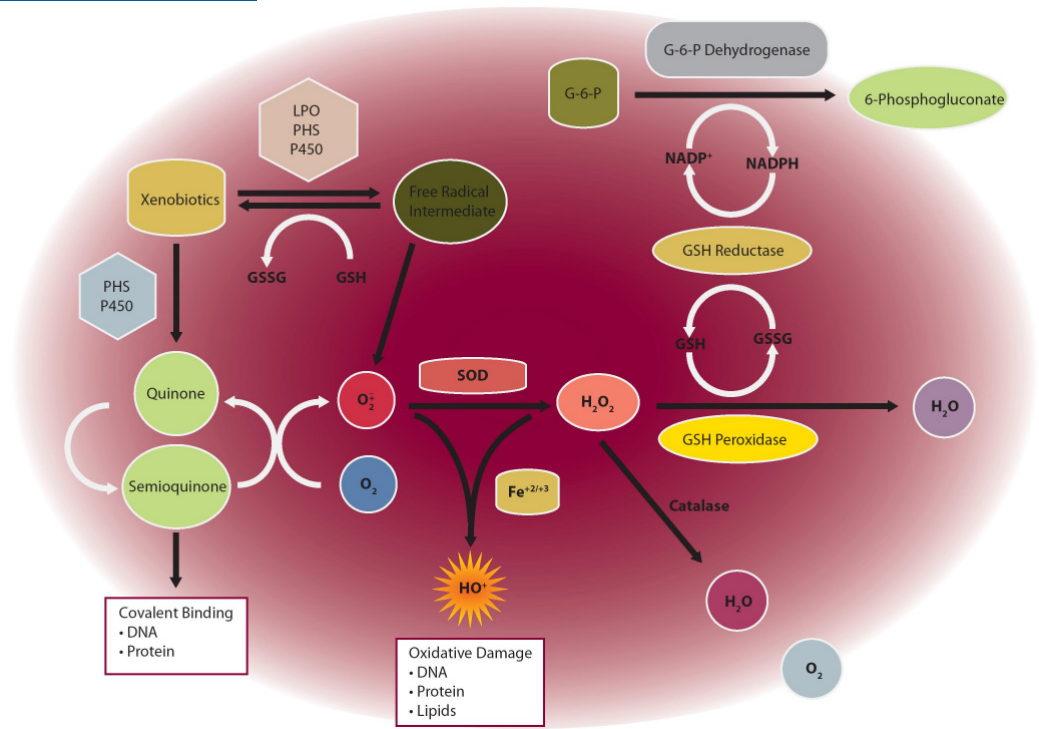 G-6-P Dehydrogenase
G-6-P
6-Phosphogluconate
LPO
PHS
P450
NADP⁺
NADPH
Xenobiotics
Free Radical
Intermediate
GSH Reductase
GSSG
GSH
PHS
P450
GSH
GSSG
SOD
Quinone
O₂⨪
H₂O₂
H₂O
GSH Peroxidase
Semioquinone
O₂
Fe⁺²/⁺³
Catalase
HO⁺
H₂O
Covalent Binding
• DNA
• Protein
Oxidative Damage
• DNA
• Protein
• Lipids
O₂